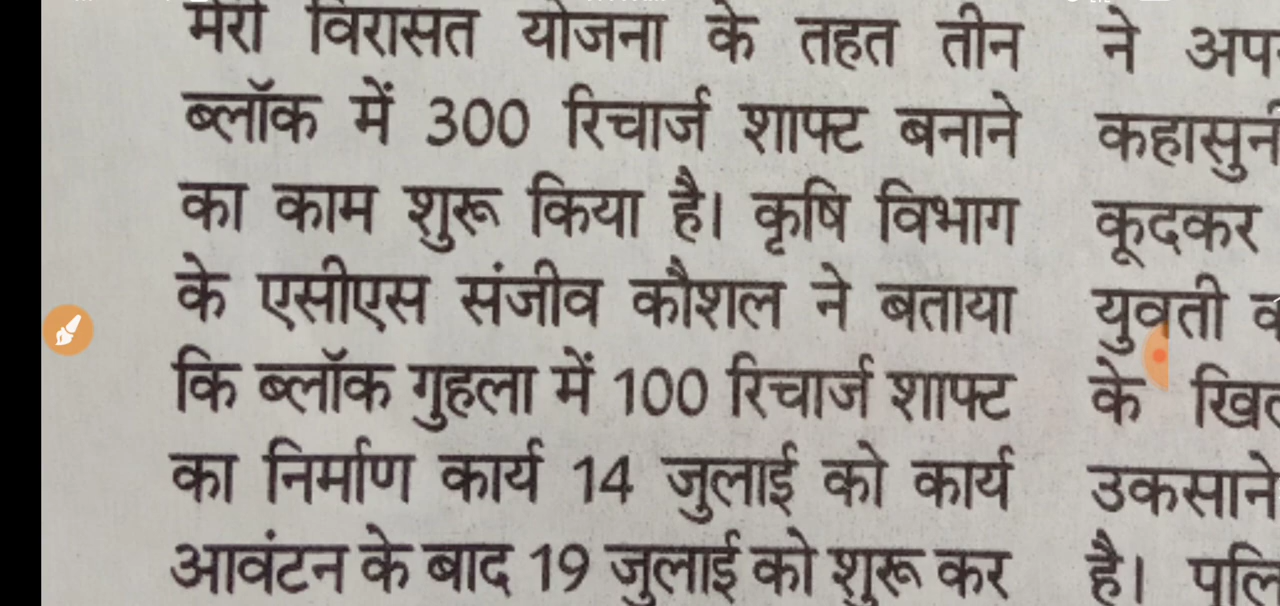 मेरी विरासत योजना के तहत तीन
ब्लॉक में 300 रिचार्ज शाफ्ट बनाने
का काम शुरू किया है। कृषि विभाग
के एसीएस संजीव कौशल ने बताया
कि ब्लॉक गुहला में 100 रिचार्ज शाफ्ट
का निर्माण कार्य 14 जुलाई को कार्य
आवंटन के बाद 19 जुलाई को शुरू कर
ने
कूदकर
युवती
के
उकसाने
है।